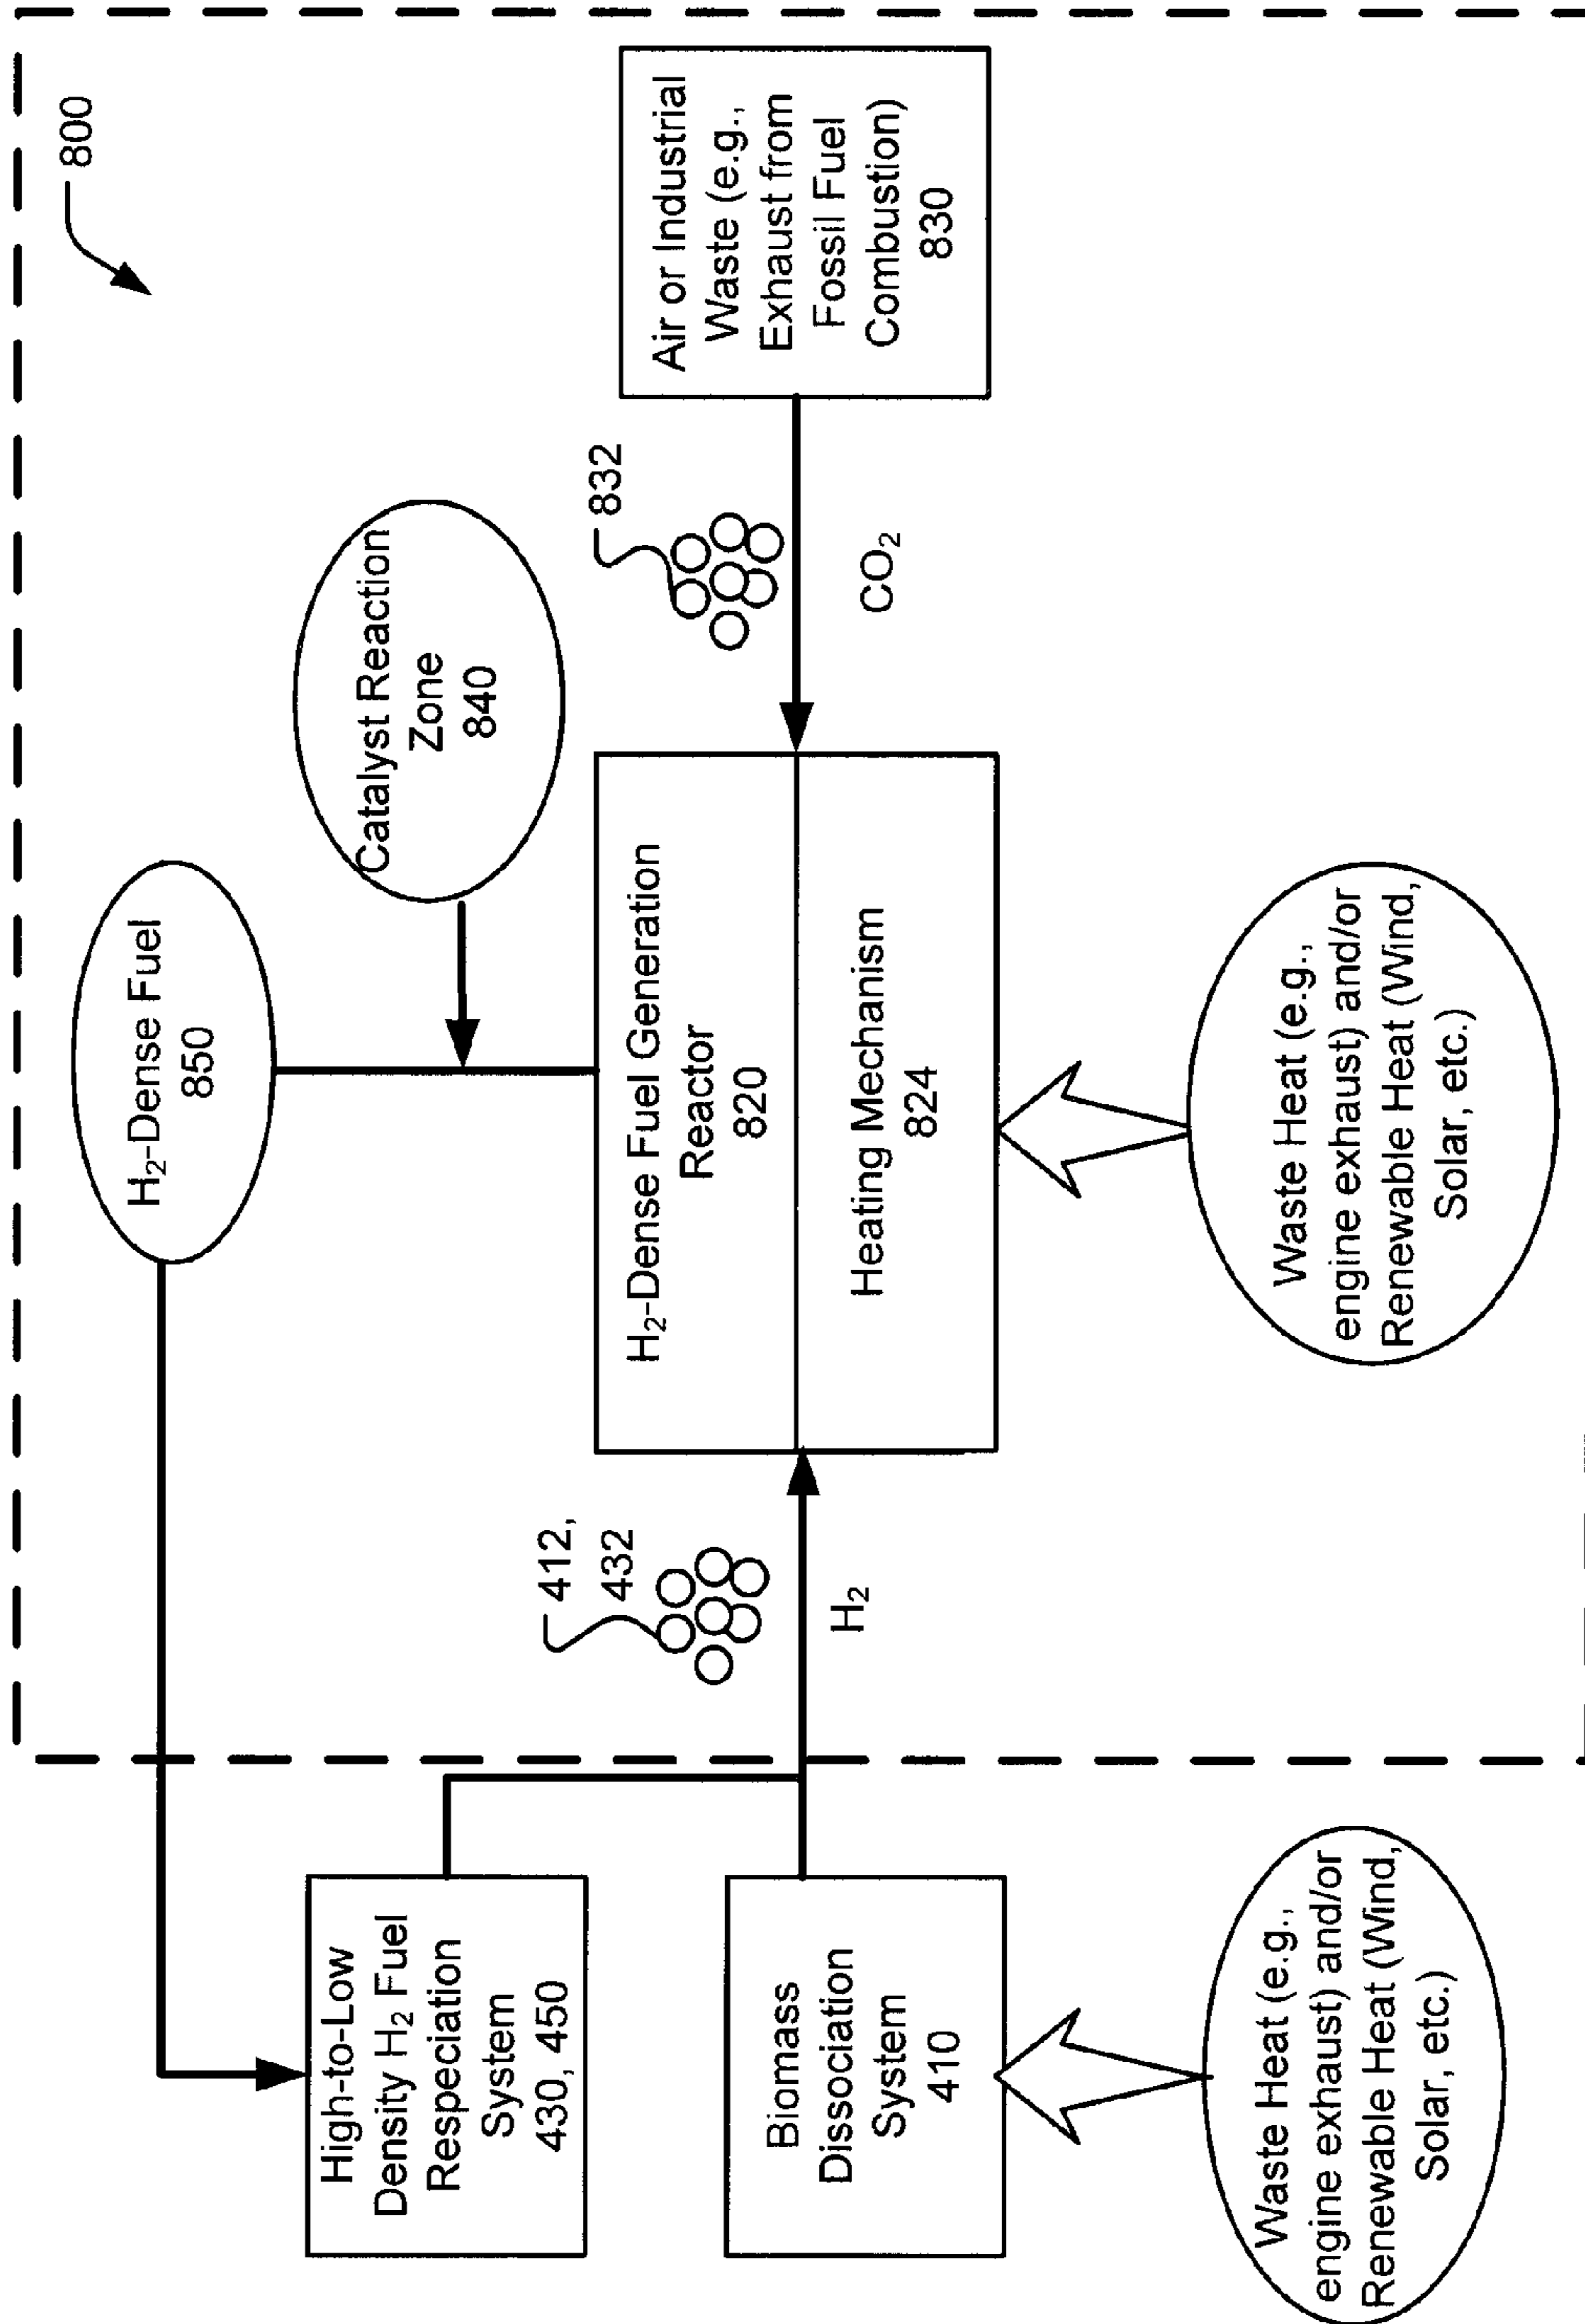 800
H₂-Dense Fuel
850
Catalyst Reaction
Zone
840
High-to-Low
Density H₂ Fuel
Respeciation
System
430, 450
412,
432
H₂
832
CO₂
Air or Industrial
Waste (e.g.,
Exhaust from
Fossil Fuel
Combustion)
830
H₂-Dense Fuel Generation
Reactor
820
Heating Mechanism
824
Biomass
Dissociation
System
410
Waste Heat (e.g.,
engine exhaust) and/or
Renewable Heat (Wind,
Solar, etc.)
Waste Heat (e.g.,
engine exhaust) and/or
Renewable Heat (Wind,
Solar, etc.)